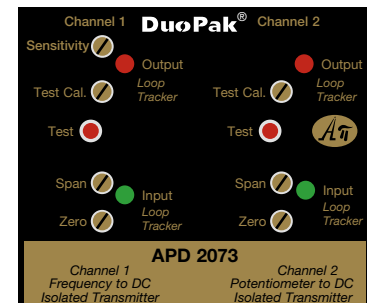 Channel 1 DuoPak® Channel 2
Sensitivity
Output Output
Test Cal. Loop Tracker Test Cal. Loop Tracker
Test Test Aπ
Span Span
Input Input
Zero Loop Tracker Zero Loop Tracker
APD 2073
Channel 1 Channel 2
Frequency to DC Potentiometer to DC
Isolated Transmitter Isolated Transmitter